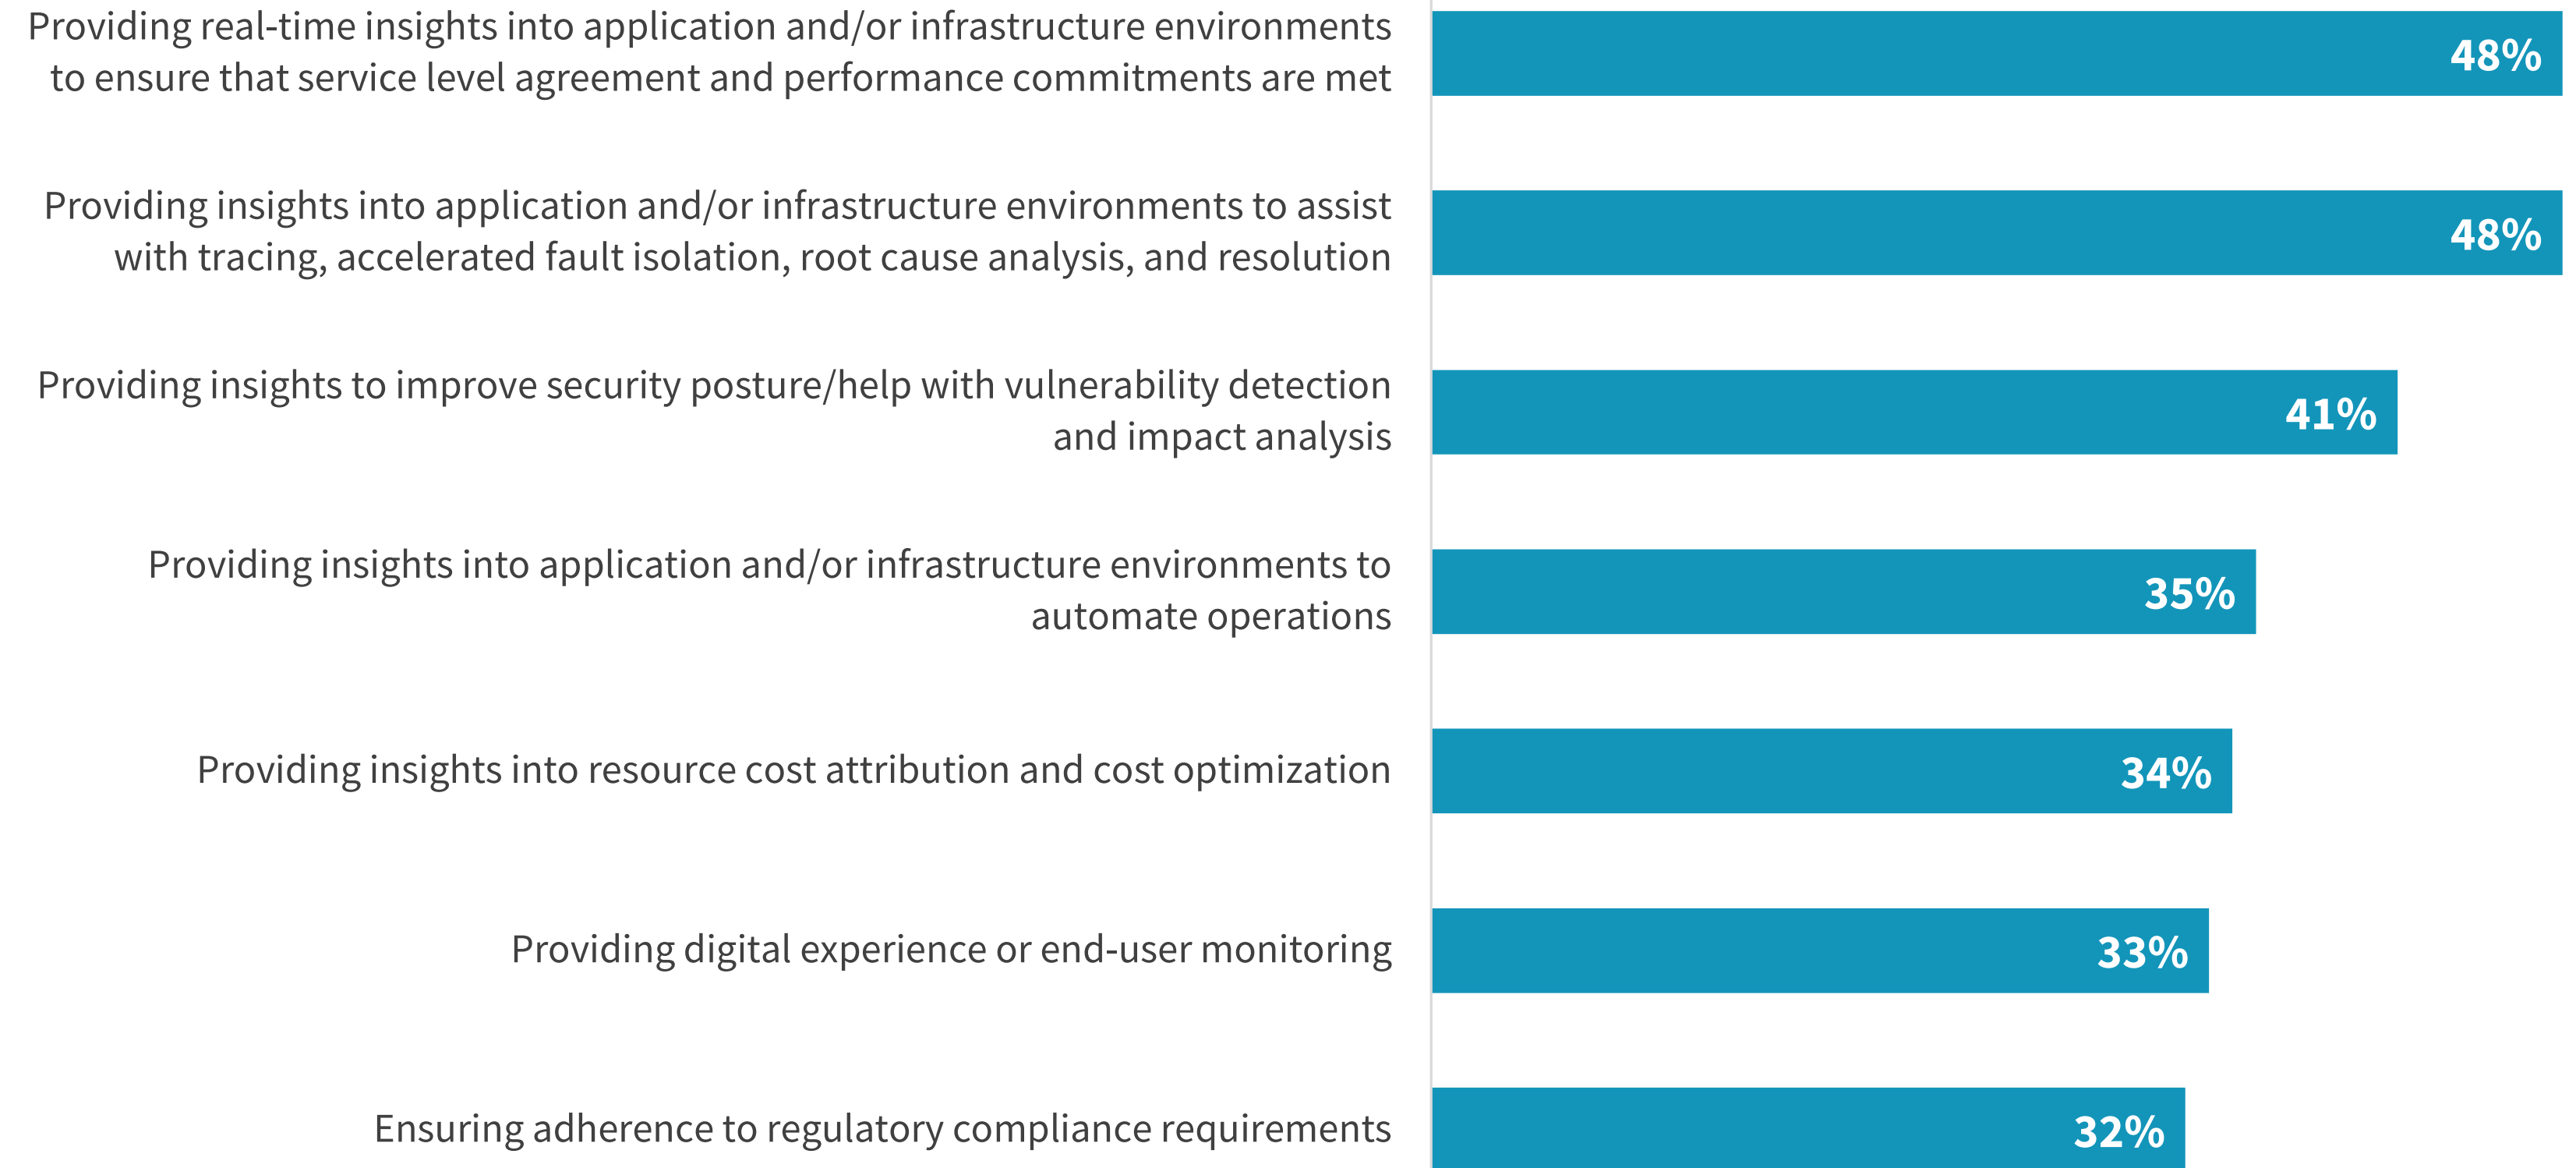 Providing real-time insights into application and/or infrastructure environments
to ensure that service level agreement and performance commitments are met
48%
Providing insights into application and/or infrastructure environments to assist
with tracing, accelerated fault isolation, root cause analysis, and resolution
48%
Providing insights to improve security posture/help with vulnerability detection
and impact analysis
41%
Providing insights into application and/or infrastructure environments to
automate operations
35%
Providing insights into resource cost attribution and cost optimization
34%
Providing digital experience or end-user monitoring
33%
Ensuring adherence to regulatory compliance requirements
32%